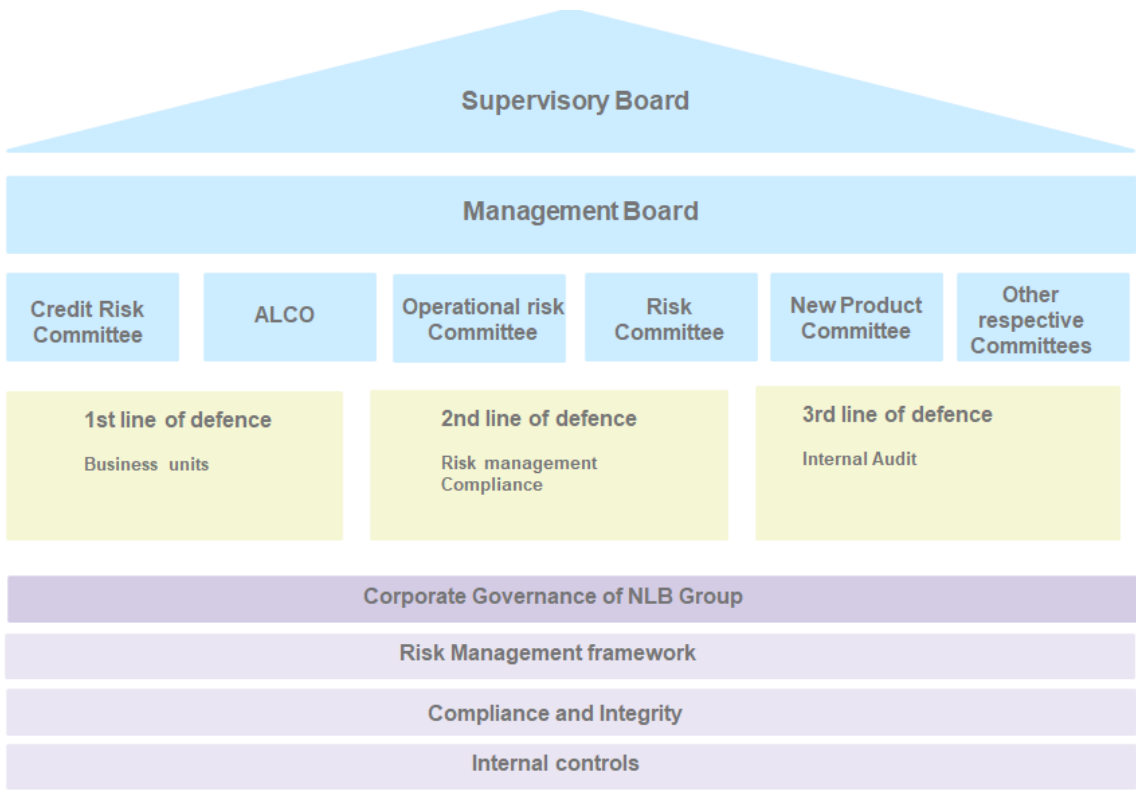 Supervisory Board
Management Board
Credit Risk
Committee
ALCO
Operational risk
Committee
Risk
Committee
New Product
Committee
Other
respective
Committees
1st line of defence
Business units
2nd line of defence
Risk management
Compliance
3rd line of defence
Internal Audit
Corporate Governance of NLB Group
Risk Management framework
Compliance and Integrity
Internal controls